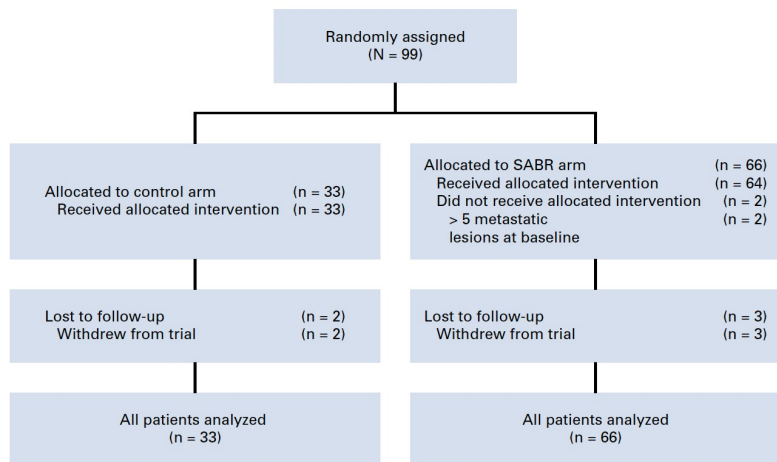 Randomly assigned
(N = 99)
Allocated to control arm (n = 33)
Received allocated intervention (n = 33)
Allocated to SABR arm (n = 66)
Received allocated intervention (n = 64)
Did not receive allocated intervention (n = 2)
> 5 metastatic (n = 2)
lesions at baseline
Lost to follow-up (n = 2)
Withdrew from trial (n = 2)
Lost to follow-up (n = 3)
Withdrew from trial (n = 3)
All patients analyzed
(n = 33)
All patients analyzed
(n = 66)